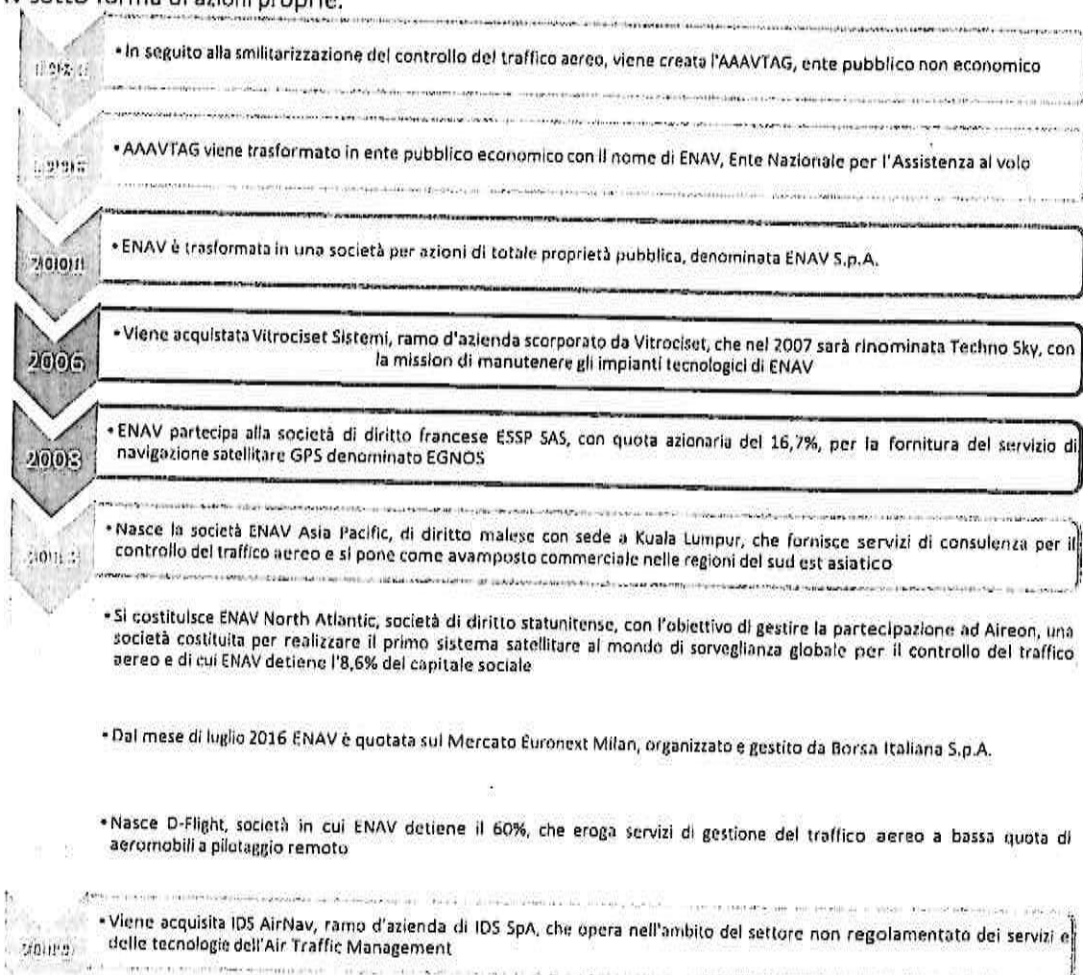 sotto forma di azioni proprie.
• In seguito alla smilitarizzazione del controllo del traffico aereo, viene creata l'AAAVTAG, ente pubblico non economico
• AAAVTAG viene trasformato in ente pubblico economico con il nome di ENAV, Ente Nazionale per l'Assistenza al volo
• ENAV è trasformata in una società per azioni di totale proprietà pubblica, denominata ENAV S.p.A.
2006
• Viene acquistata Vitrociset Sistemi, ramo d'azienda scorporato da Vitrociset, che nel 2007 sarà rinominata Techno Sky, con
la mission di manutenere gli impianti tecnologici di ENAV
2008
• ENAV partecipa alla società di diritto francese ESSP SAS, con quota azionaria del 16,7%, per la fornitura del servizio di
navigazione satellitare GPS denominato EGNOS
• Nasce la società ENAV Asia Pacific, di diritto malese con sede a Kuala Lumpur, che fornisce servizi di consulenza per il
controllo del traffico aereo e si pone come avamposto commerciale nelle regioni del sud est asiatico
• Si costituisce ENAV North Atlantic, società di diritto statunitense, con l'obiettivo di gestire la partecipazione ad Aireon, una
società costituita per realizzare il primo sistema satellitare al mondo di sorveglianza globale per il controllo del traffico
aereo e di cui ENAV detiene l'8,6% del capitale sociale
• Dal mese di luglio 2016 ENAV è quotata sul Mercato Euronext Milan, organizzato e gestito da Borsa Italiana S.p.A.
• Nasce D-Flight, società in cui ENAV detiene il 60%, che eroga servizi di gestione del traffico aereo a bassa quota di
aeromobili a pilotaggio remoto
• Viene acquisita IDS AirNav, ramo d'azienda di IDS SpA, che opera nell'ambito del settore non regolamentato dei servizi e
delle tecnologie dell'Air Traffic Management